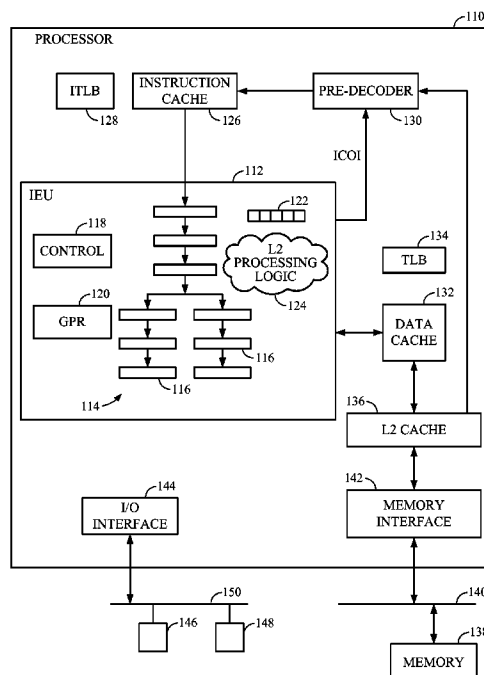 110
PROCESSOR
ITLB
128
INSTRUCTION
CACHE
126
PRE-DECODER
130
ICOI
112
IEU
118
CONTROL
122
L2
PROCESSING
LOGIC
124
134
TLB
120
GPR
132
DATA
CACHE
116
116
114
136
L2 CACHE
144
I/O
INTERFACE
142
MEMORY
INTERFACE
150
140
146
148
138
MEMORY